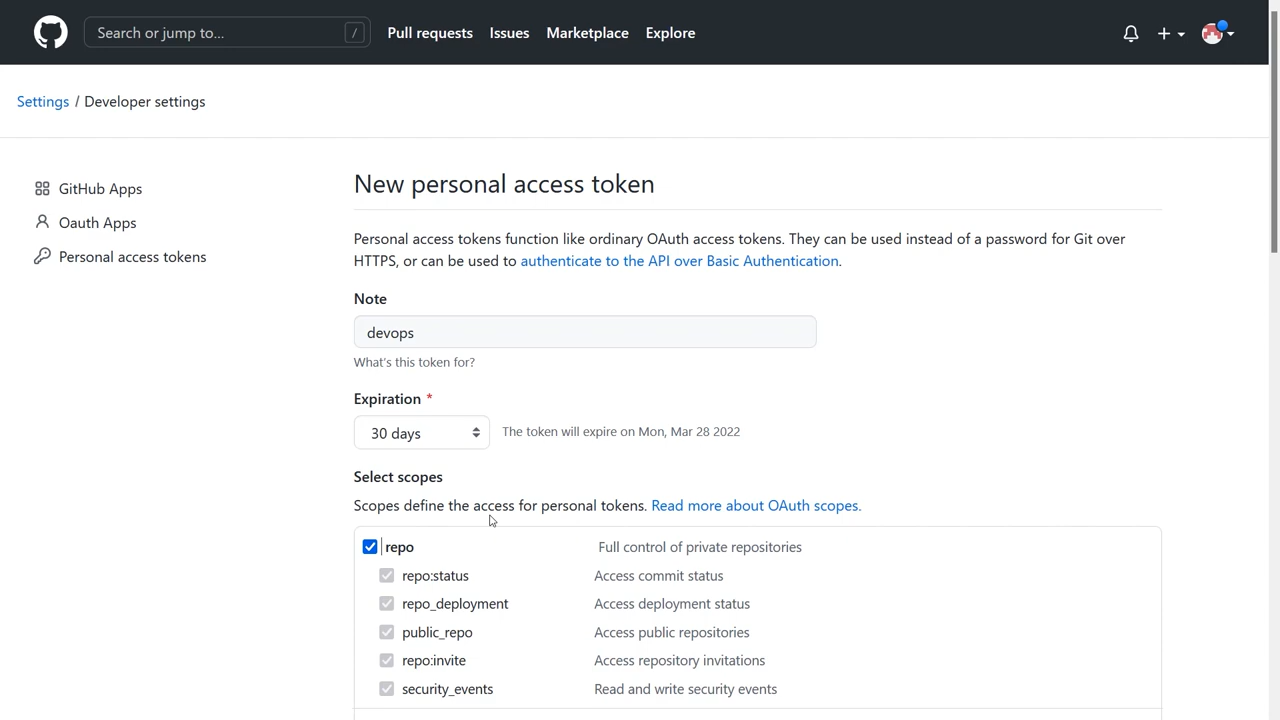 Search or jump to... /
Pull requests Issues Marketplace Explore
Settings / Developer settings
GitHub Apps
Oauth Apps
Personal access tokens
New personal access token
Personal access tokens function like ordinary OAuth access tokens. They can be used instead of a password for Git over
HTTPS, or can be used to authenticate to the API over Basic Authentication.
Note
devops
What's this token for?
Expiration *
30 days The token will expire on Mon, Mar 28 2022
Select scopes
Scopes define the access for personal tokens. Read more about OAuth scopes.
repo Full control of private repositories
repo:status Access commit status
repo_deployment Access deployment status
public_repo Access public repositories
repo:invite Access repository invitations
security_events Read and write security events